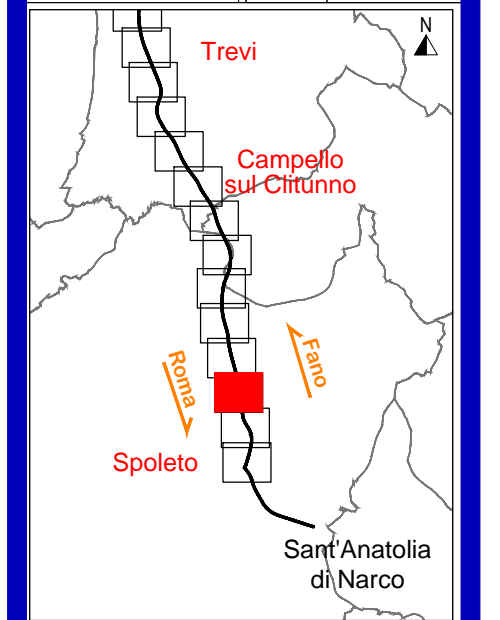 N
Trevi
Campello
sul Clitunno
Fano
Roma
Spoleto
Sant'Anatolia
di Narco